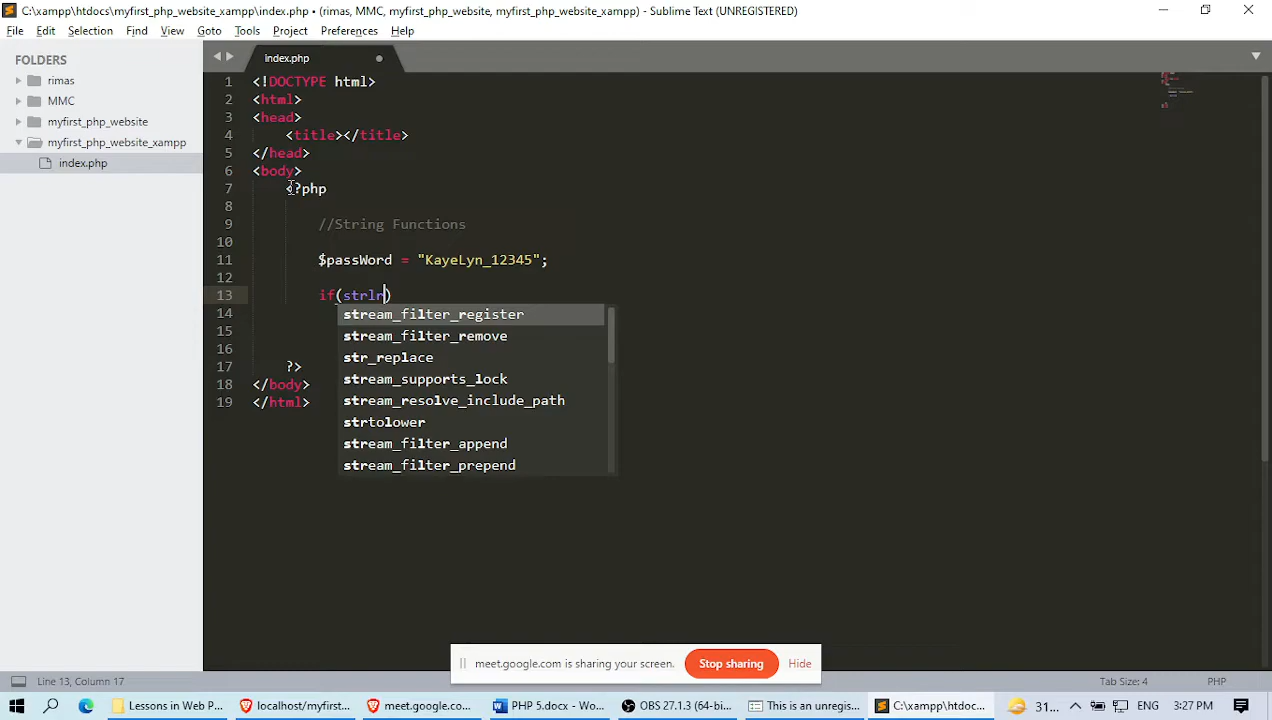 C:\xampp\htdocs\myfirst_php_website_xampp\index.php • (rimas, MMC, myfirst_php_website, myfirst_php_website_xampp) - Sublime Text (UNREGISTERED)
File Edit Selection Find View Goto Tools Project Preferences Help
FOLDERS
rimas
MMC
myfirst_php_website
myfirst_php_website_xampp
index.php
index.php
1 <!DOCTYPE html>
2 <html>
3 <head>
4 <title></title>
5 </head>
6 <body>
7 <?php
8
9 //String Functions
10
11 $passWord = "KayeLyn_12345";
12
13 if(strlr)
14
15
16
17 ?>
18 </body>
19 </html>
stream_filter_register
stream_filter_remove
str_replace
stream_supports_lock
stream_resolve_include_path
strtolower
stream_filter_append
stream_filter_prepend
meet.google.com is sharing your screen. Stop sharing Hide
Line 13, Column 17 Tab Size: 4 PHP
Lessons in Web P... localhost/myfirs... meet.google.co... PHP 5.docx - Wo... OBS 27.1.3 (64-bi... This is an unregis... C:\xampp\htdoc... 31... ENG 3:27 PM